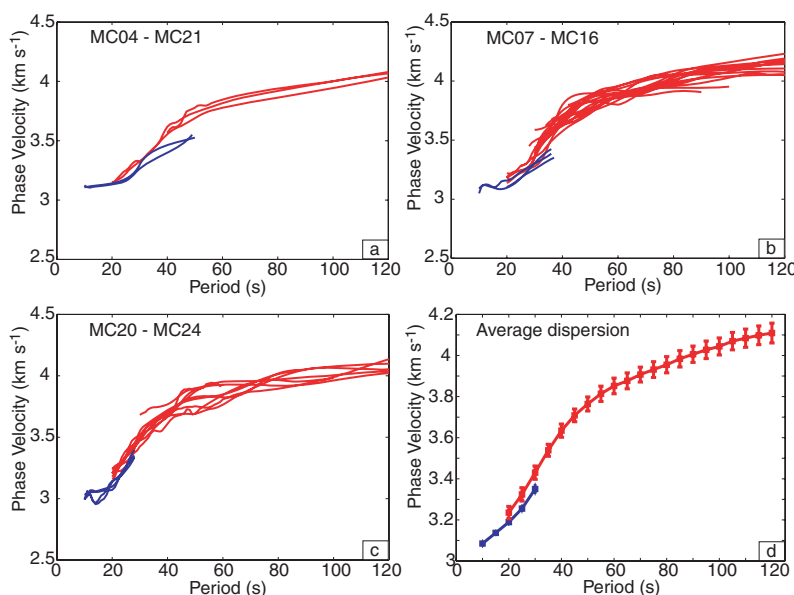 MC04 - MC21
Phase Velocity (km s-1)
4.5
4
3.5
3
2.5
0 20 40 60 80 100 120
Period (s)
a
MC07 - MC16
Phase Velocity (km s-1)
4.5
4
3.5
3
2.5
0 20 40 60 80 100 120
Period (s)
b
MC20 - MC24
Phase Velocity (km s-1)
4.5
4
3.5
3
2.5
0 20 40 60 80 100 120
Period (s)
c
Average dispersion
Phase Velocity (km s-1)
4.2
4
3.8
3.6
3.4
3.2
3
0 20 40 60 80 100 120
Period (s)
d